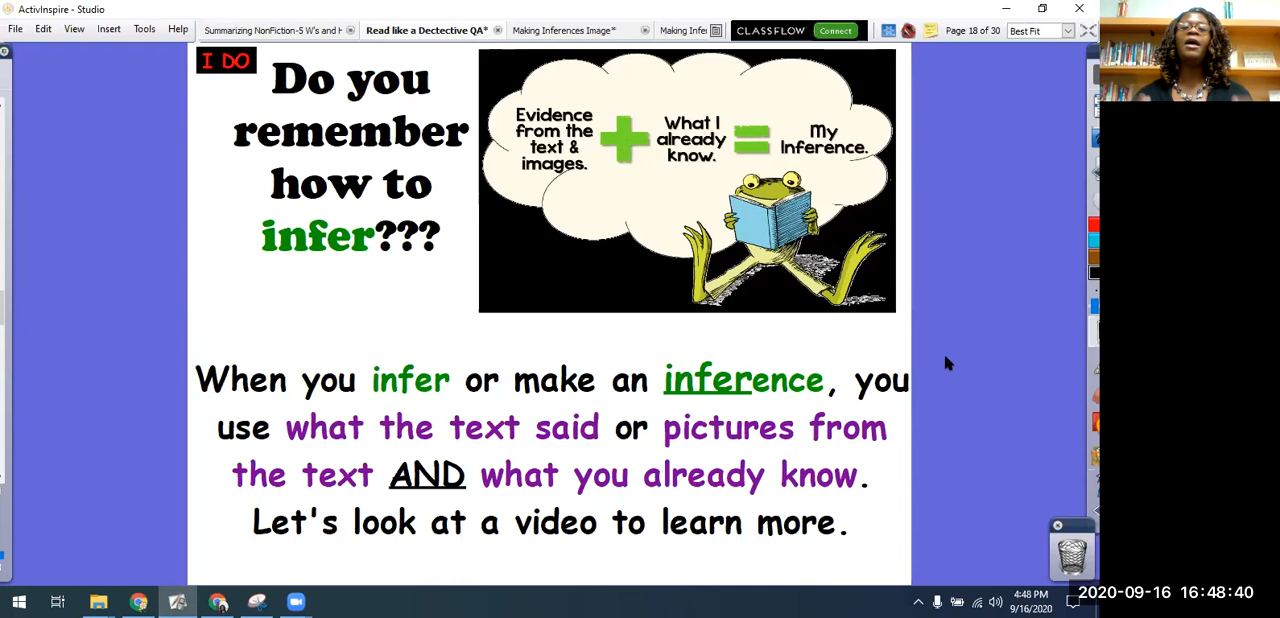 ActivInspire - Studio
File Edit View Insert Tools Help
Summarizing NonFiction-5 W's and H
Read like a Dectective QA*
Making Inferences Image*
Making Infe
CLASSFLOW Connect
Page 18 of 30
Best Fit
I DO
Do you
remember
how to
infer???
Evidence
from the
text &
images.
What I
already
know.
My
Inference.
When you infer or make an inference, you
use what the text said or pictures from
the text AND what you already know.
Let's look at a video to learn more.
4:48 PM
9/16/2020
2020-09-16 16:48:40